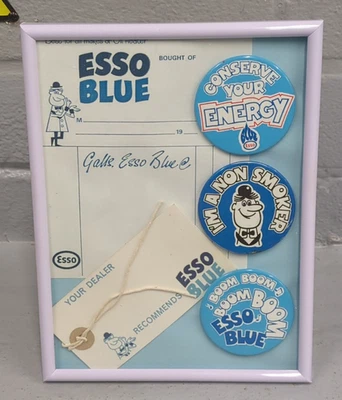 ESSO
BLUE
BOUGHT OF
M
19
Galls. Esso Blue @
Esso
YOUR DEALER
RECOMMENDS
ESSO
BLUE
CONSERVE
YOUR
ENERGY
ESSO
I'M A NON SMOKER
BOOM BOOM
BOOM BOOM
ESSO
BLUE